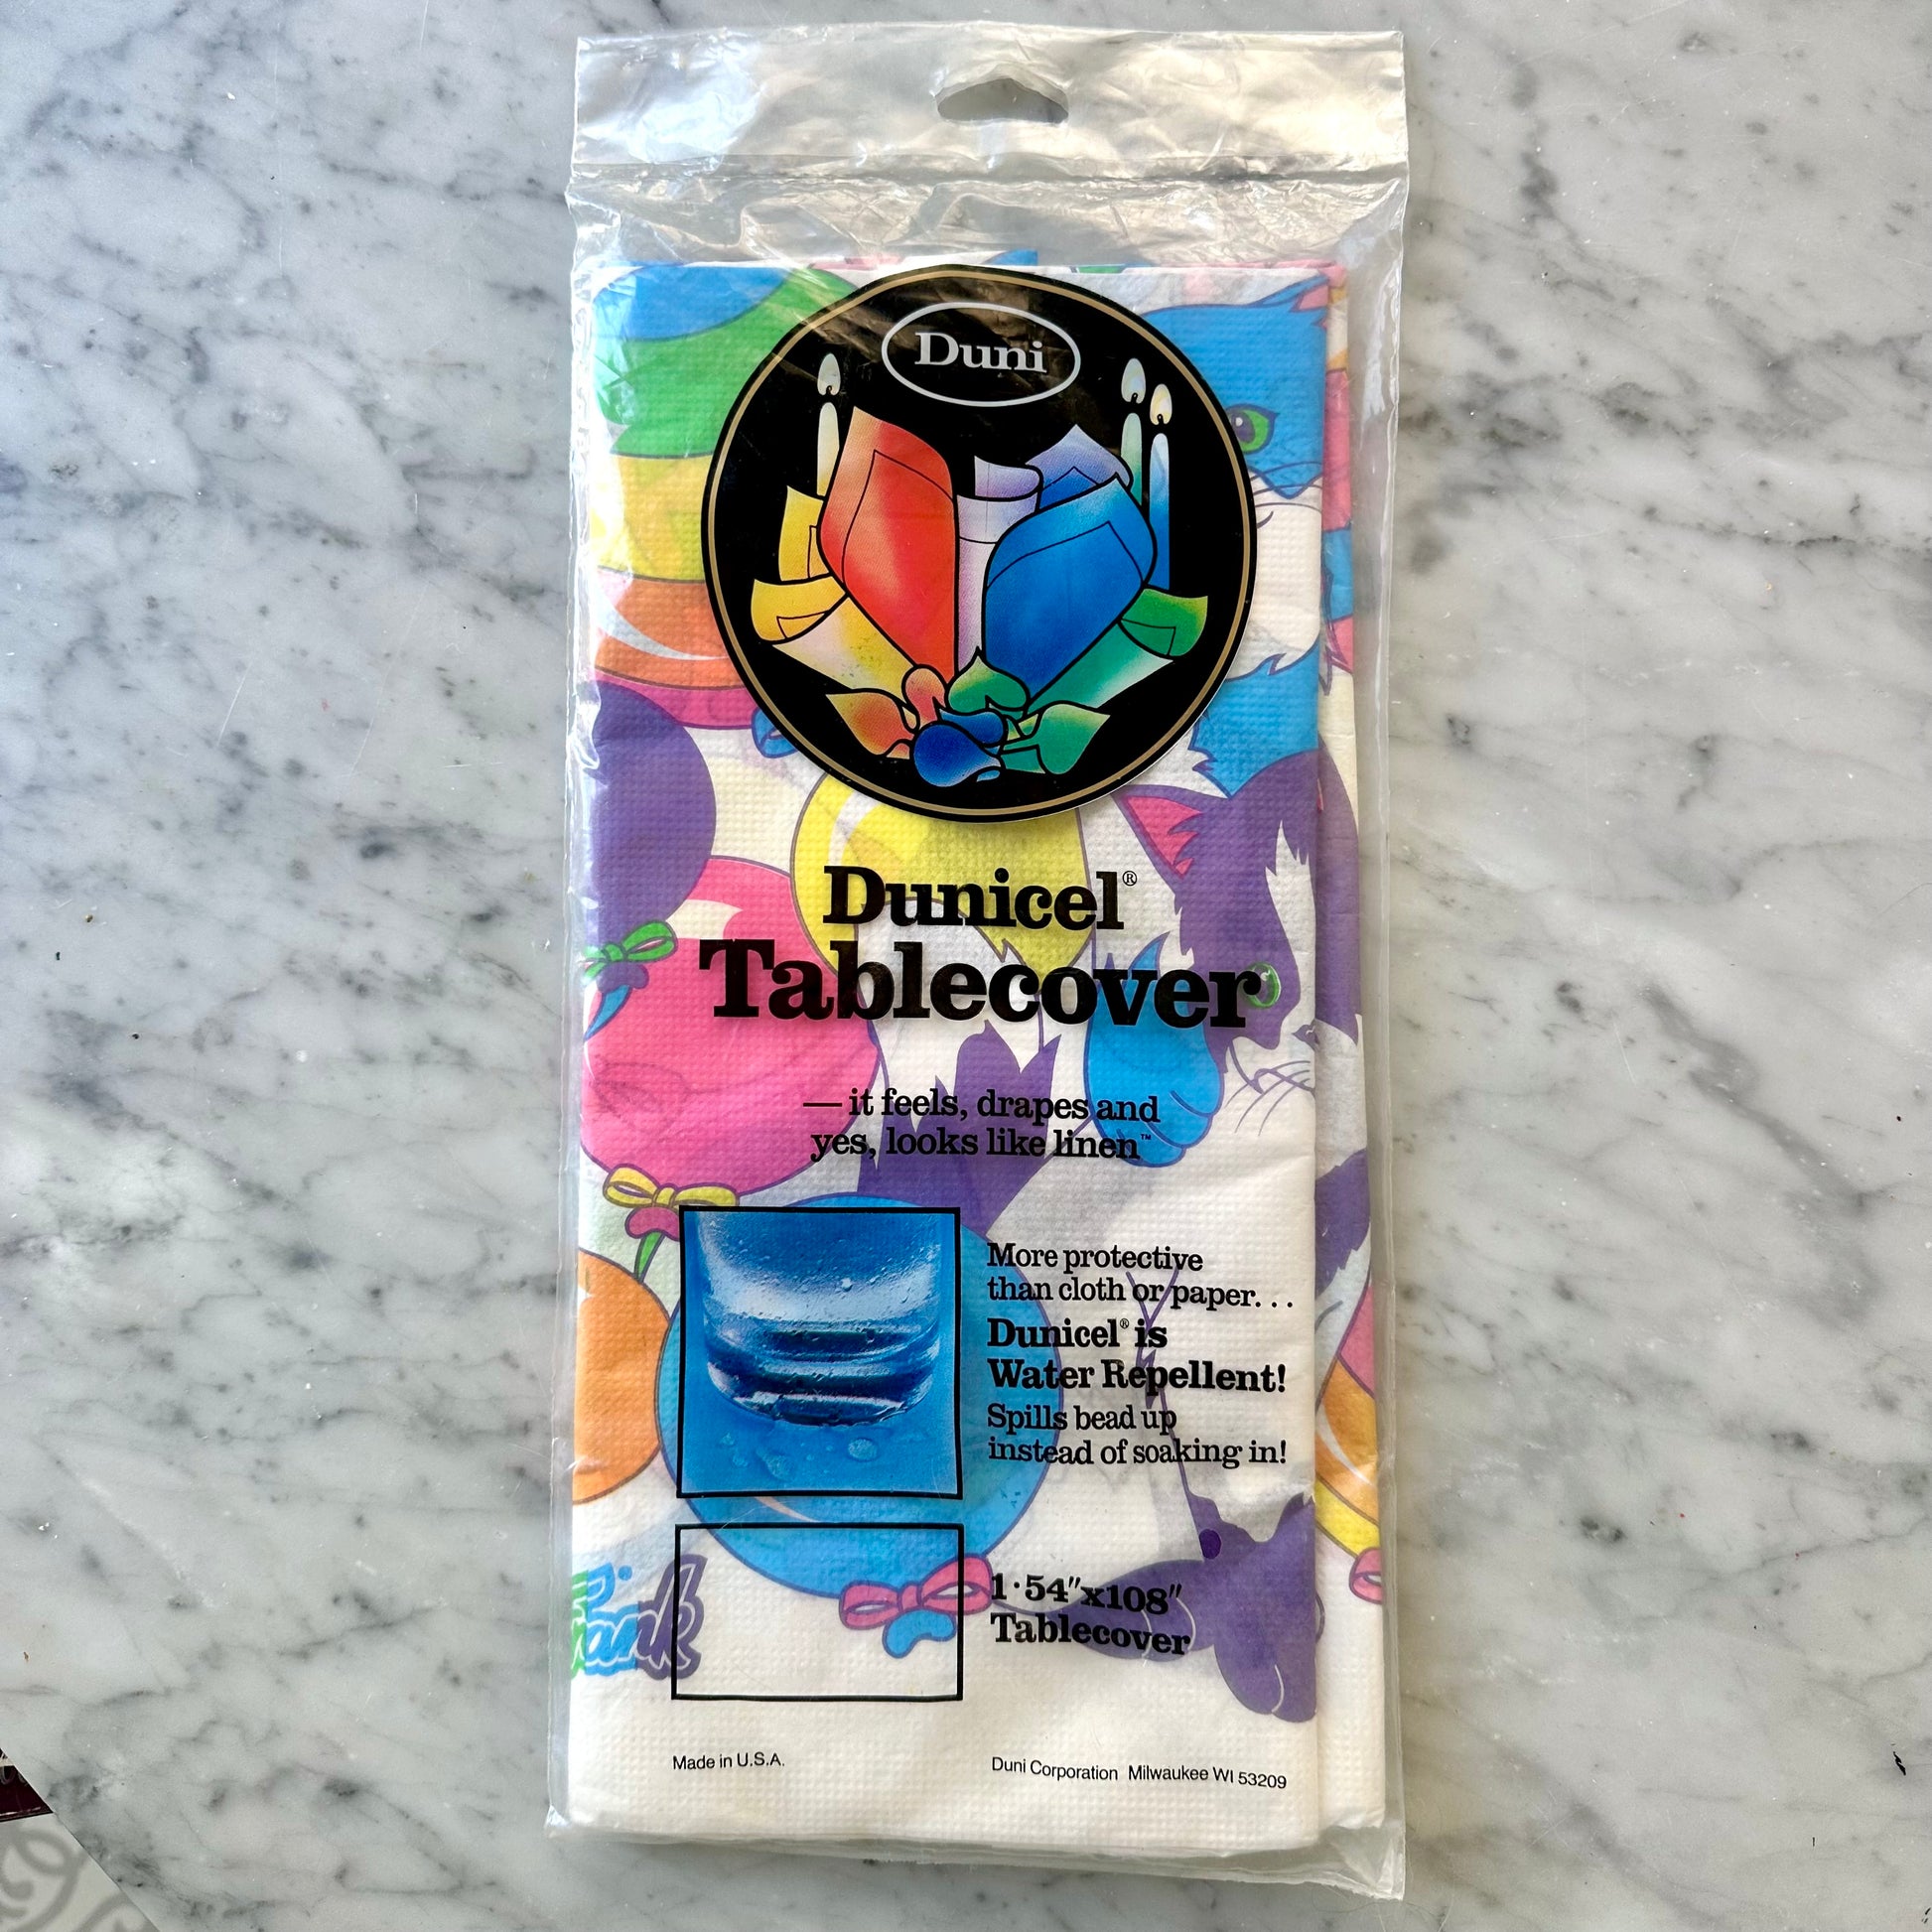 Duni
Dunicel®
Tablecover
— it feels, drapes and
yes, looks like linen™
More protective
than cloth or paper. . .
Dunicel® is
Water Repellent!
Spills bead up
instead of soaking in!
1·54"x108"
Tablecover
Made in U.S.A.
Duni Corporation Milwaukee WI 53209